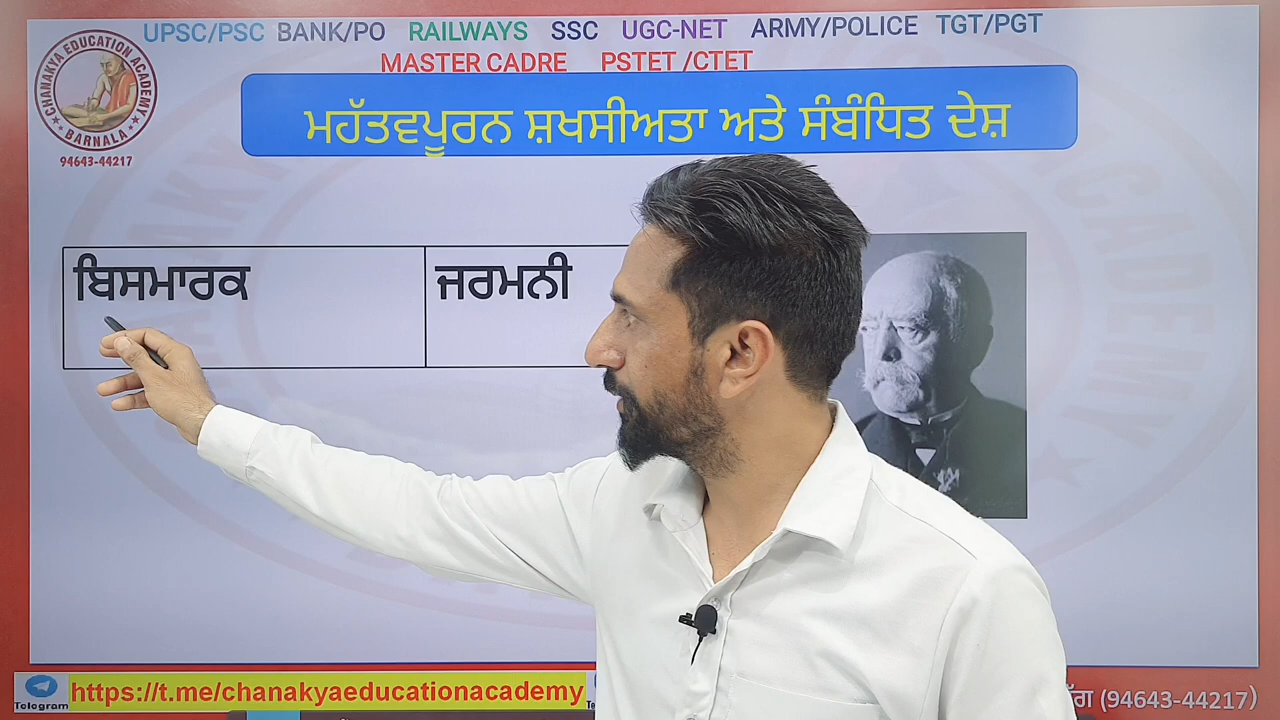 UPSC/PSC BANK/PO RAILWAYS SSC UGC-NET ARMY/POLICE TGT/PGT
MASTER CADRE PSTET /CTET
CHANAKYA EDUCATION ACADEMY
BARNALA
94643-44217
ਮਹੱਤਵਪੂਰਨ ਸ਼ਖਸੀਅਤਾ ਅਤੇ ਸੰਬੰਧਿਤ ਦੇਸ਼
ਬਿਸਮਾਰਕ ਜਰਮਨੀ
Telegram https://t.me/chanakyaeducationacademy
(94643-44217)